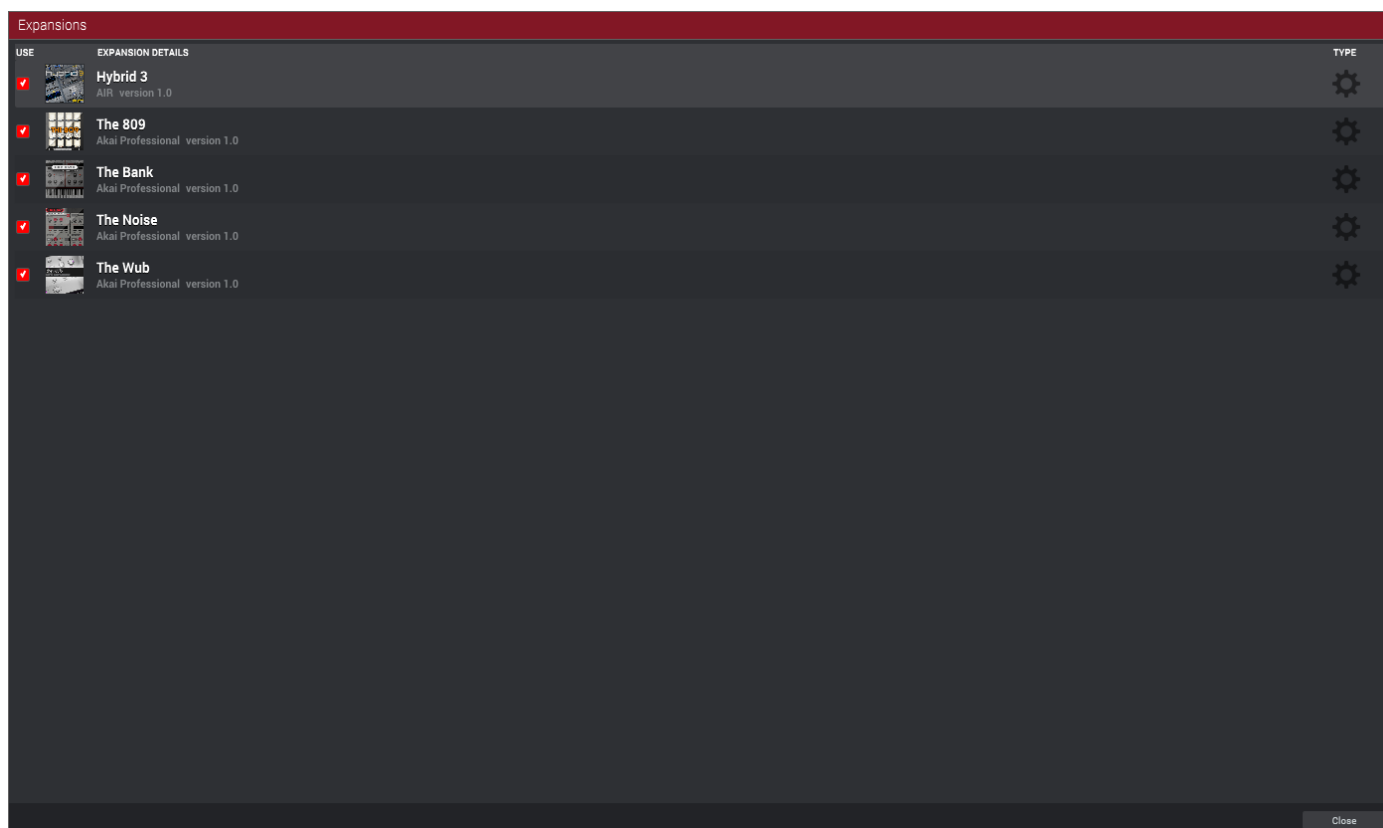 Expansions
USE EXPANSION DETAILS TYPE
Hybrid 3
AIR version 1.0
The 809
Akai Professional version 1.0
The Bank
Akai Professional version 1.0
The Noise
Akai Professional version 1.0
The Wub
Akai Professional version 1.0
Close